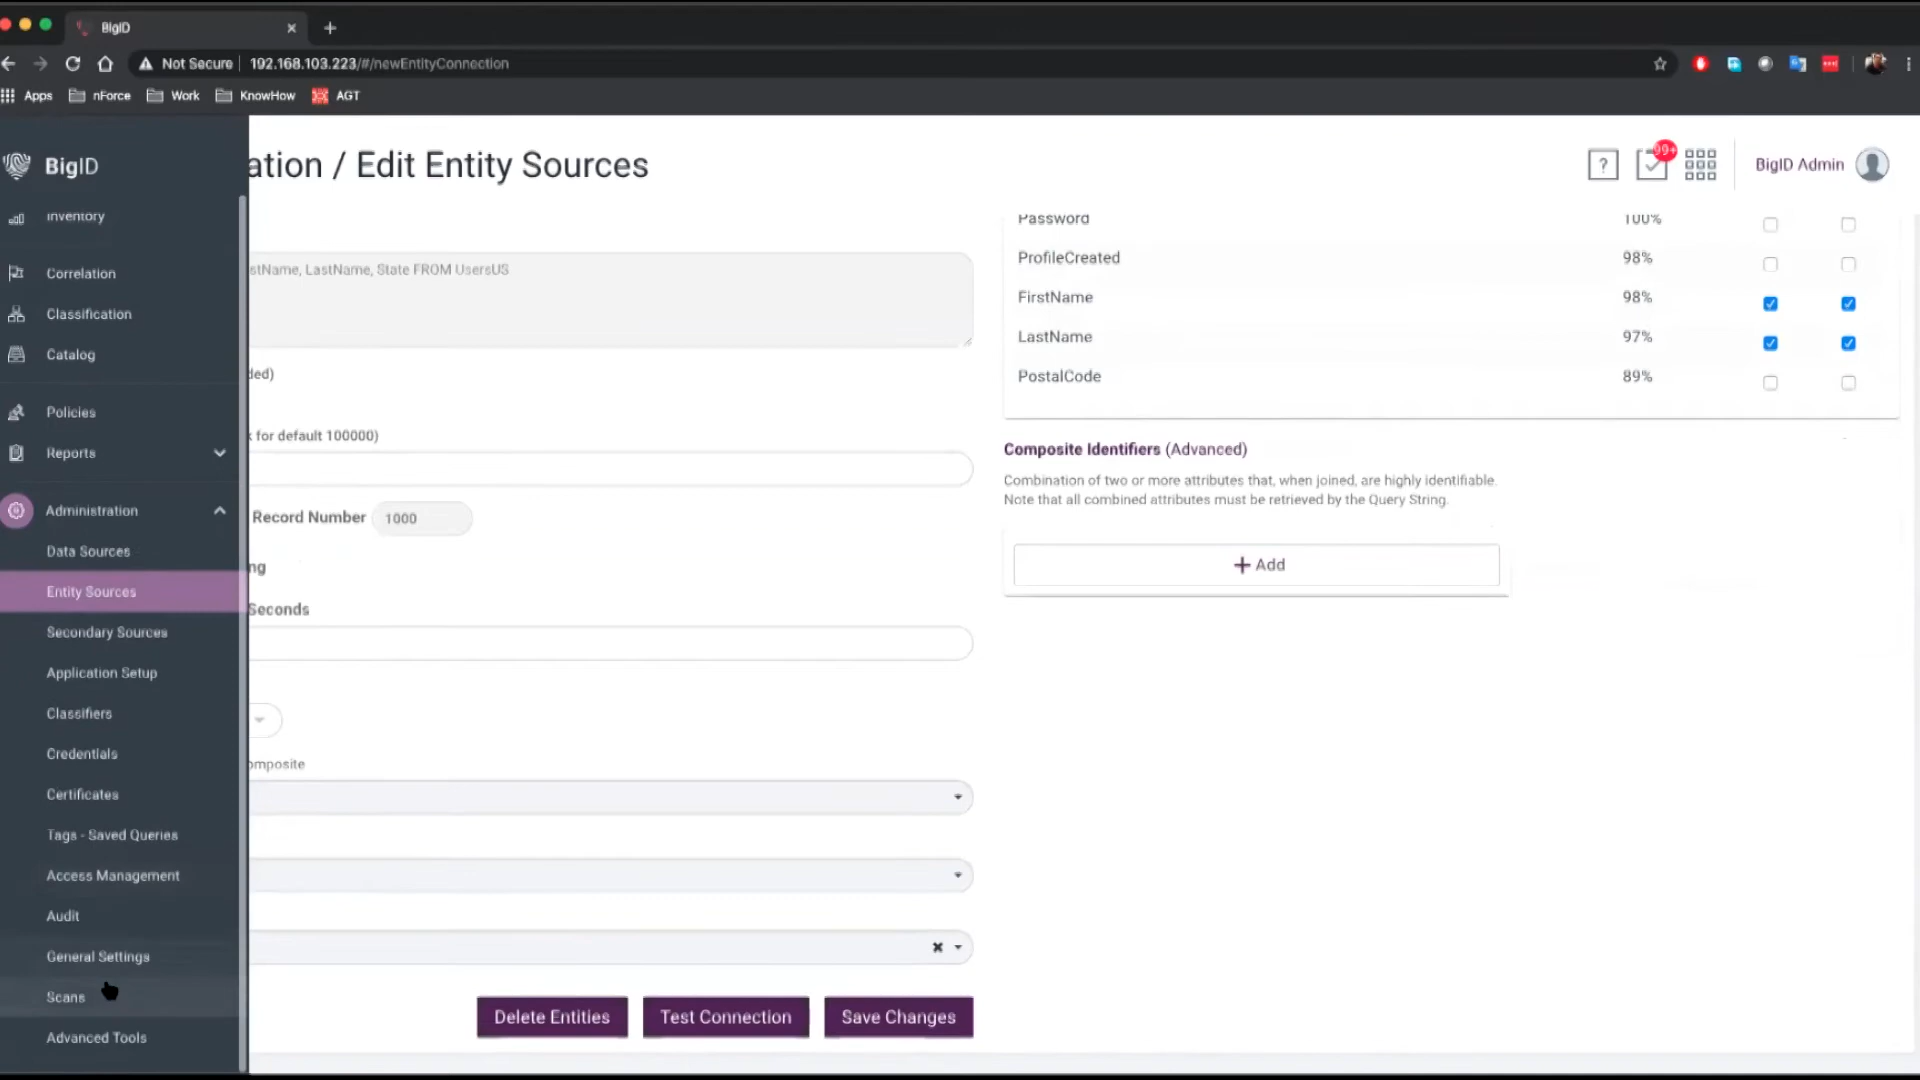 BigID
Not Secure
192.168.103.223/#/newEntityConnection
Apps
nForce
Work
KnowHow
AGT
BigID
Inventory
Correlation
Classification
Catalog
Policies
Reports
Administration
Data Sources
Entity Sources
Secondary Sources
Application Setup
Classifiers
Credentials
Certificates
Tags - Saved Queries
Access Management
Audit
General Settings
Scans
Advanced Tools
ation / Edit Entity Sources
?
99+
BigID Admin
stName, LastName, State FROM UsersUS
ded)
k for default 100000)
Record Number 1000
ng
Seconds
omposite
Delete Entities
Test Connection
Save Changes
Password 100%
ProfileCreated 98%
FirstName 98%
LastName 97%
PostalCode 89%
Composite Identifiers (Advanced)
Combination of two or more attributes that, when joined, are highly identifiable.
Note that all combined attributes must be retrieved by the Query String.
+ Add